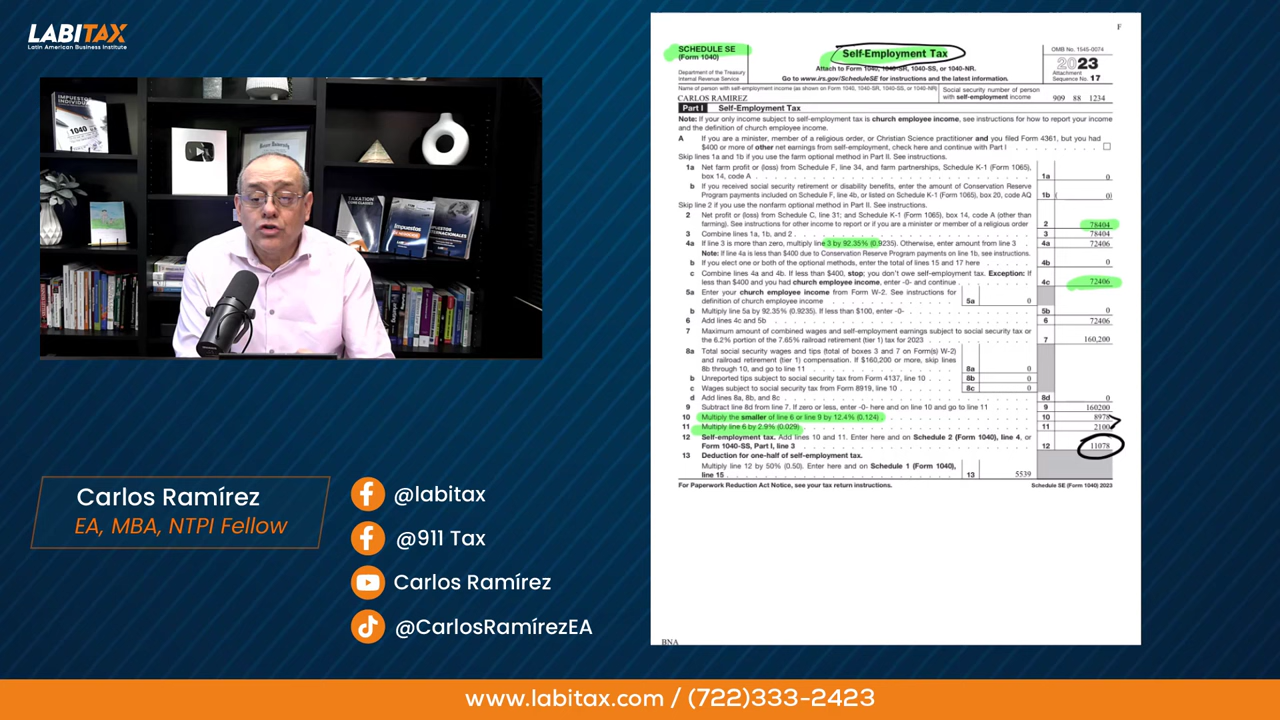 LABITAX
Latin American Business Institute
IMPUESTOS
INDIVIDUAL
1040
TAXATION
Carlos Ramírez
EA, MBA, NTPI Fellow
@labitax
@911 Tax
Carlos Ramírez
@CarlosRamírezEA
www.labitax.com / (722)333-2423
F
SCHEDULE SE
(Form 1040)
Department of the Treasury
Internal Revenue Service
Self-Employment Tax
Attach to Form 1040, 1040-SR, 1040-SS, or 1040-NR.
Go to www.irs.gov/ScheduleSE for instructions and the latest information.
OMB No. 1545-0074
2023
Attachment
Sequence No. 17
Name of person with self-employment income (as shown on Form 1040, 1040-SR, 1040-SS, or 1040-NR)
CARLOS RAMIREZ
Social security number of person
with self-employment income 909 88 1234
Part I Self-Employment Tax
Note: If your only income subject to self-employment tax is church employee income, see instructions for how to report your income
and the definition of church employee income.
A If you are a minister, member of a religious order, or Christian Science practitioner and you filed Form 4361, but you had
$400 or more of other net earnings from self-employment, check here and continue with Part I
Skip lines 1a and 1b if you use the farm optional method in Part II. See instructions.
1a Net farm profit or (loss) from Schedule F, line 34, and farm partnerships, Schedule K-1 (Form 1065),
box 14, code A 1a 0
b If you received social security retirement or disability benefits, enter the amount of Conservation Reserve
Program payments included on Schedule F, line 4b, or listed on Schedule K-1 (Form 1065), box 20, code AQ 1b ( 0)
Skip line 2 if you use the nonfarm optional method in Part II. See instructions.
2 Net profit or (loss) from Schedule C, line 31; and Schedule K-1 (Form 1065), box 14, code A (other than
farming). See instructions for other income to report or if you are a minister or member of a religious order 2 78404
3 Combine lines 1a, 1b, and 2 3 78404
4a If line 3 is more than zero, multiply line 3 by 92.35% (0.9235). Otherwise, enter amount from line 3 4a 72406
Note: If line 4a is less than $400 due to Conservation Reserve Program payments on line 1b, see instructions.
b If you elect one or both of the optional methods, enter the total of lines 15 and 17 here 4b 0
c Combine lines 4a and 4b. If less than $400, stop; you don't owe self-employment tax. Exception: If
less than $400 and you had church employee income, enter -0- and continue 4c 72406
5a Enter your church employee income from Form W-2. See instructions for
definition of church employee income 5a 0
b Multiply line 5a by 92.35% (0.9235). If less than $100, enter -0- 5b 0
6 Add lines 4c and 5b 6 72406
7 Maximum amount of combined wages and self-employment earnings subject to social security tax or
the 6.2% portion of the 7.65% railroad retirement (tier 1) tax for 2023 7 160,200
8a Total social security wages and tips (total of boxes 3 and 7 on Form(s) W-2)
and railroad retirement (tier 1) compensation. If $160,200 or more, skip lines
8b through 10, and go to line 11 8a 0
b Unreported tips subject to social security tax from Form 4137, line 10 8b 0
c Wages subject to social security tax from Form 8919, line 10 8c 0
d Add lines 8a, 8b, and 8c 8d 0
9 Subtract line 8d from line 7. If zero or less, enter -0- here and on line 10 and go to line 11 9 160200
10 Multiply the smaller of line 6 or line 9 by 12.4% (0.124) 10 8978
11 Multiply line 6 by 2.9% (0.029) 11 2100
12 Self-employment tax. Add lines 10 and 11. Enter here and on Schedule 2 (Form 1040), line 4, or
Form 1040-SS, Part I, line 3 12 11078
13 Deduction for one-half of self-employment tax.
Multiply line 12 by 50% (0.50). Enter here and on Schedule 1 (Form 1040),
line 15 13 5539
For Paperwork Reduction Act Notice, see your tax return instructions. Schedule SE (Form 1040) 2023
BNA